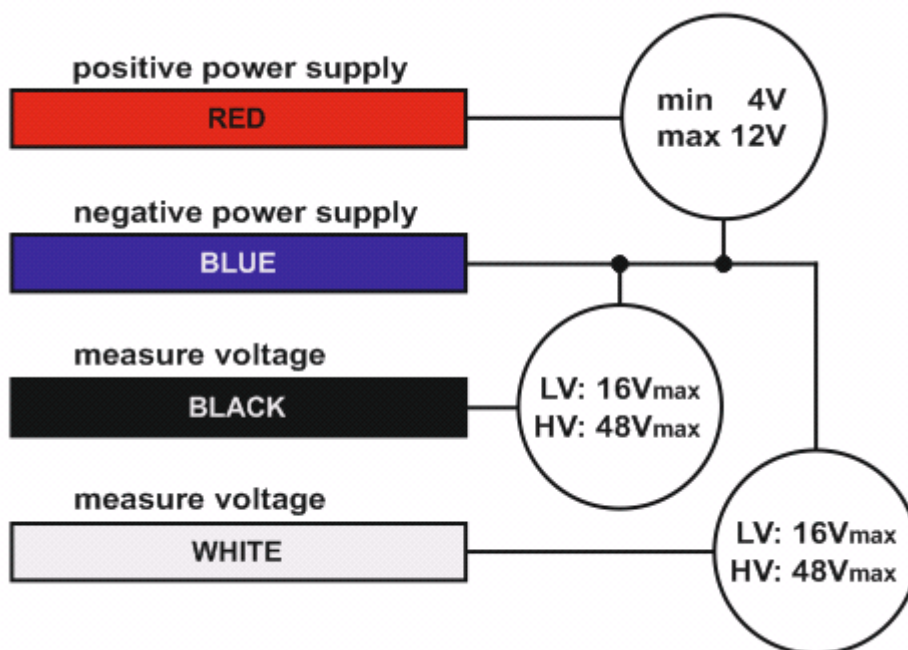 positive power supply
RED
min 4V
max 12V
negative power supply
BLUE
measure voltage
BLACK
LV: 16Vmax
HV: 48Vmax
measure voltage
WHITE
LV: 16Vmax
HV: 48Vmax